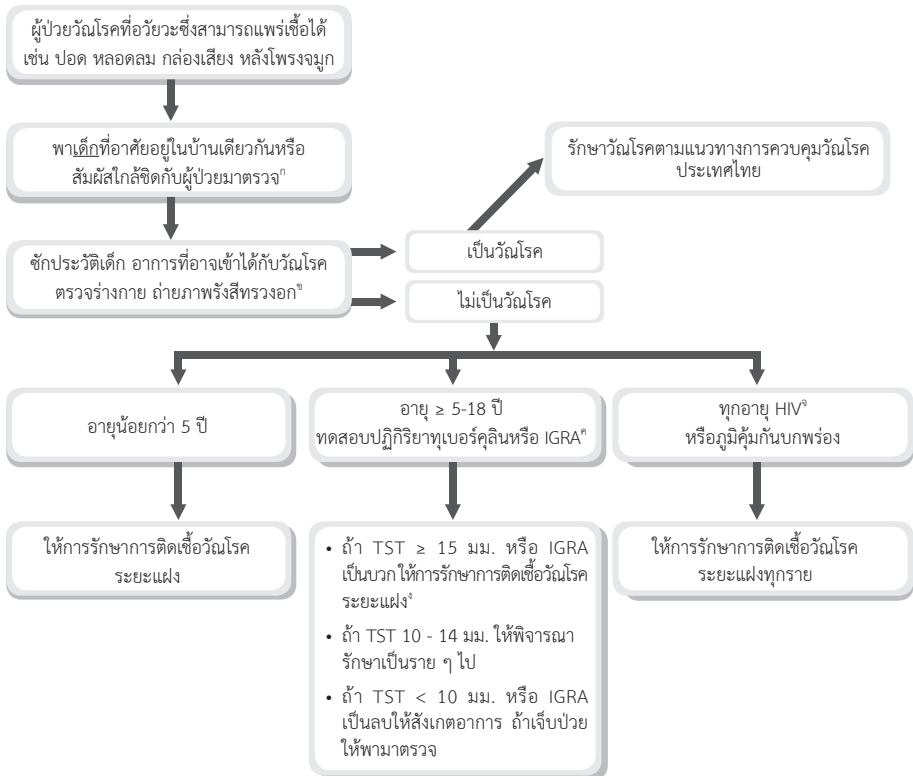 ผู้ป่วยวัณโรคที่อวัยวะซึ่งสามารถแพร่เชื้อได้
เช่น ปอด หลอดลม กล่องเสียง หลังโพรงจมูก
พาเด็กที่อาศัยอยู่ในบ้านเดียวกันหรือ
สัมผัสใกล้ชิดกับผู้ป่วยมาตรวจก
รักษาวัณโรคตามแนวทางการควบคุมวัณโรค
ประเทศไทย
ซักประวัติเด็ก อาการที่อาจเข้าได้กับวัณโรค
ตรวจร่างกาย ถ่ายภาพรังสีทรวงอกข
เป็นวัณโรค
ไม่เป็นวัณโรค
อายุน้อยกว่า 5 ปี
อายุ ≥ 5-18 ปี
ทดสอบปฏิกิริยาทุเบอร์คุลินหรือ IGRAค
ทุกอายุ HIVจ
หรือภูมิคุ้มกันบกพร่อง
ให้การรักษาการติดเชื้อวัณโรค
ระยะแฝง
• ถ้า TST ≥ 15 มม. หรือ IGRA
เป็นบวก ให้การรักษาการติดเชื้อวัณโรค
ระยะแฝงง
• ถ้า TST 10 - 14 มม. ให้พิจารณา
รักษาเป็นราย ๆ ไป
• ถ้า TST < 10 มม. หรือ IGRA
เป็นลบให้สังเกตอาการ ถ้าเจ็บป่วย
ให้พามาตรวจ
ให้การรักษาการติดเชื้อวัณโรค
ระยะแฝงทุกราย